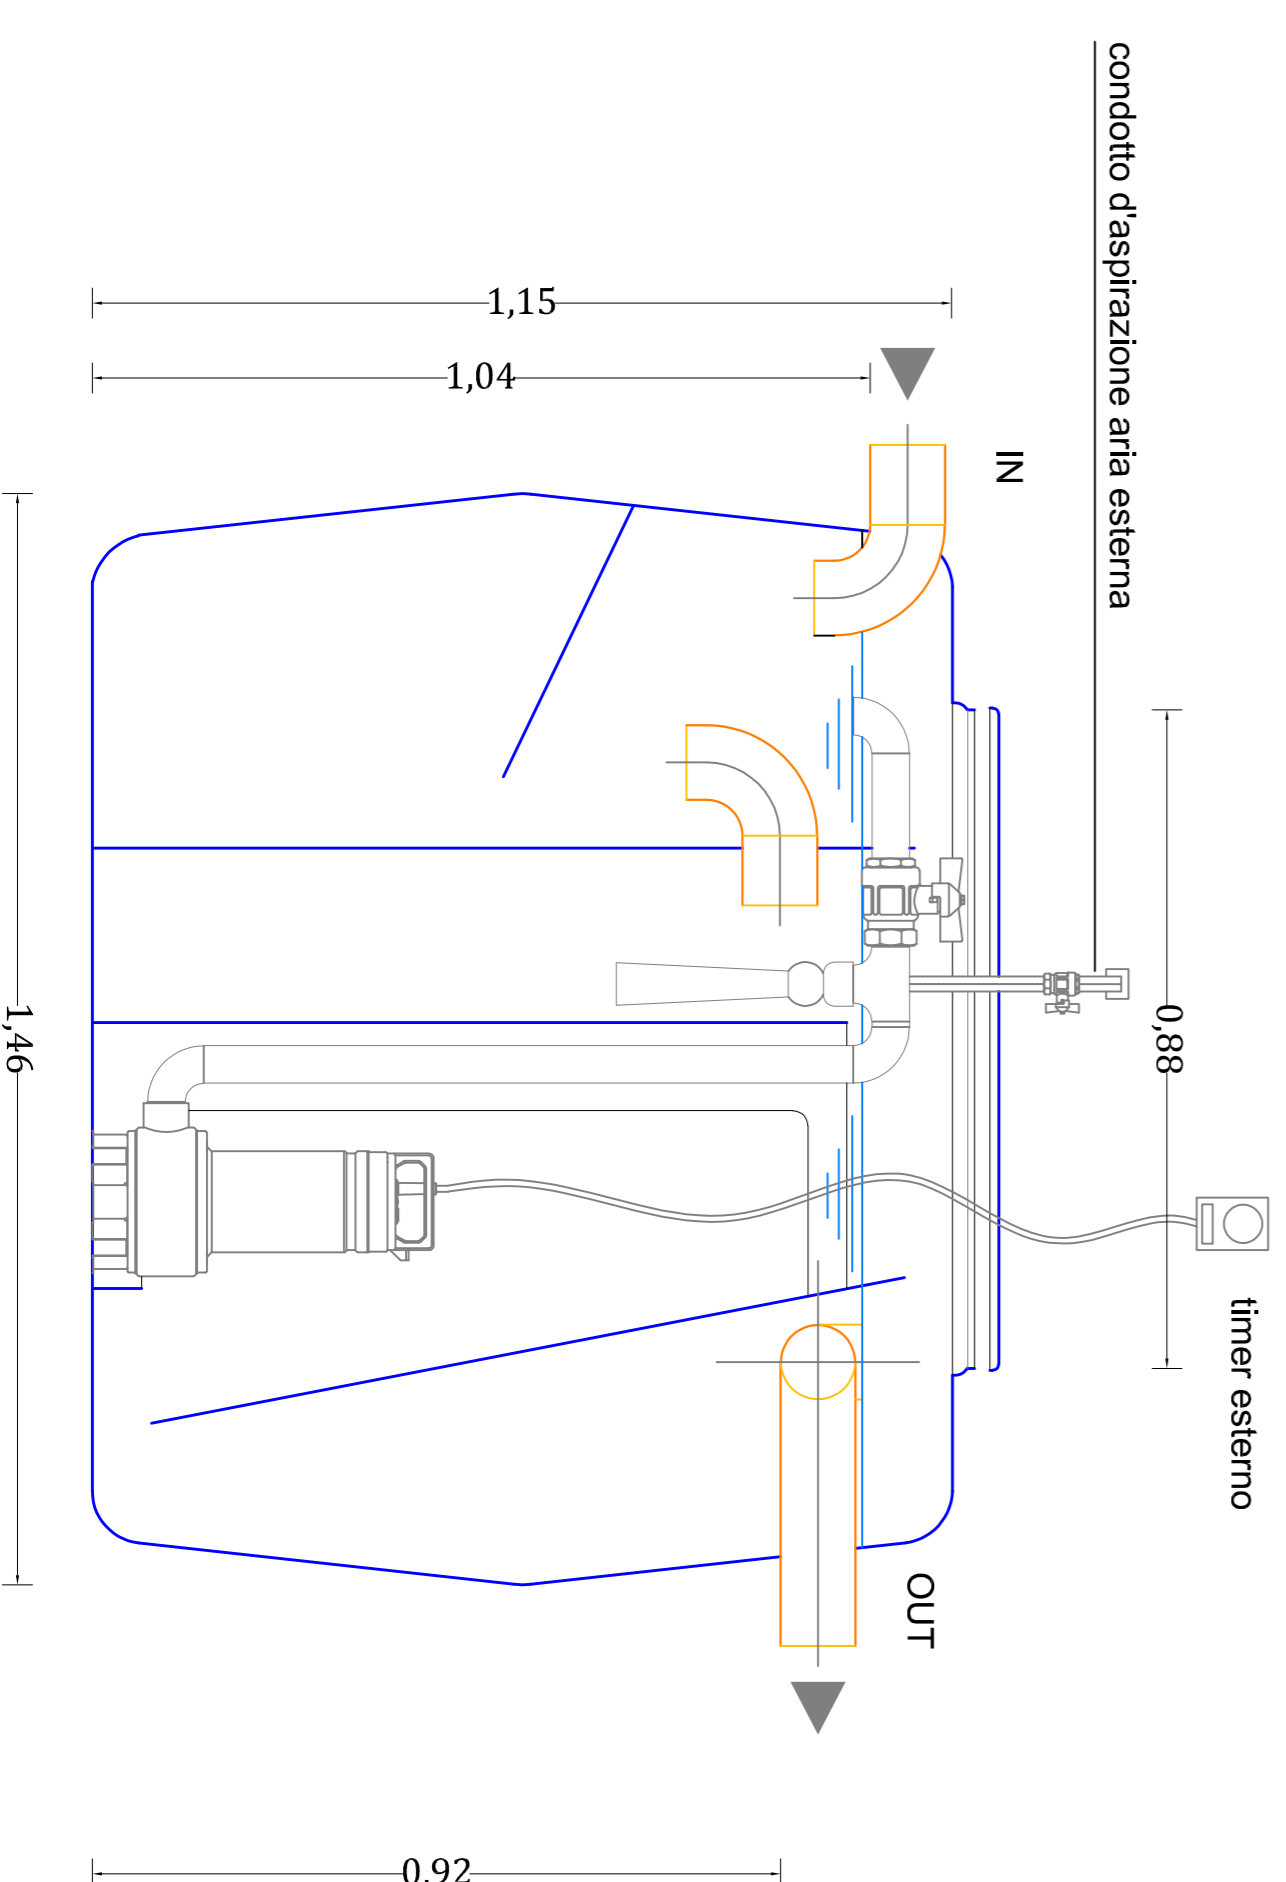 condotto d'aspirazione aria esterna
1,15
1,04
IN
0,88
1,46
timer esterno
OUT
0,92